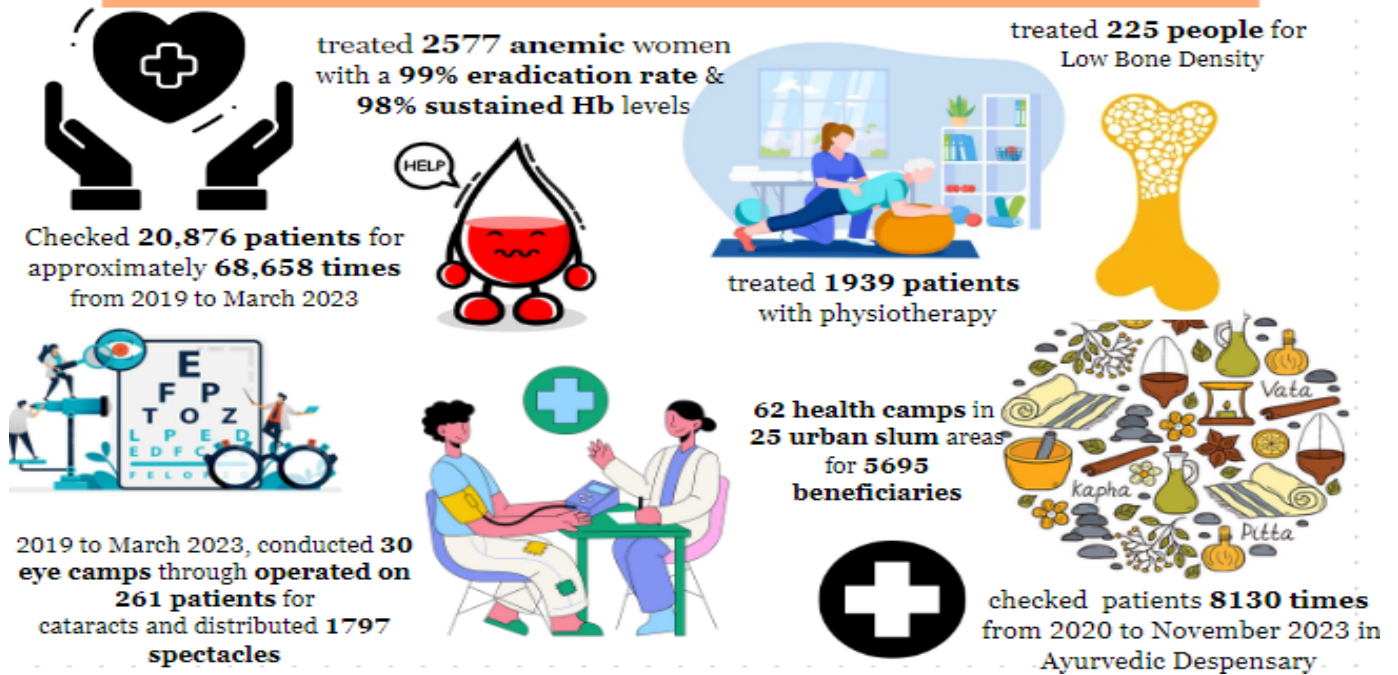 treated 2577 anemic women
with a 99% eradication rate &
98% sustained Hb levels
treated 225 people for
Low Bone Density
HELP
Checked 20,876 patients for
approximately 68,658 times
from 2019 to March 2023
treated 1939 patients
with physiotherapy
E
F P
T O Z
L P E D
E D F C
F E L O P
62 health camps in
25 urban slum areas
for 5695
beneficiaries
Vata
Kapha
Pitta
2019 to March 2023, conducted 30
eye camps through operated on
261 patients for
cataracts and distributed 1797
spectacles
checked patients 8130 times
from 2020 to November 2023 in
Ayurvedic Despensary